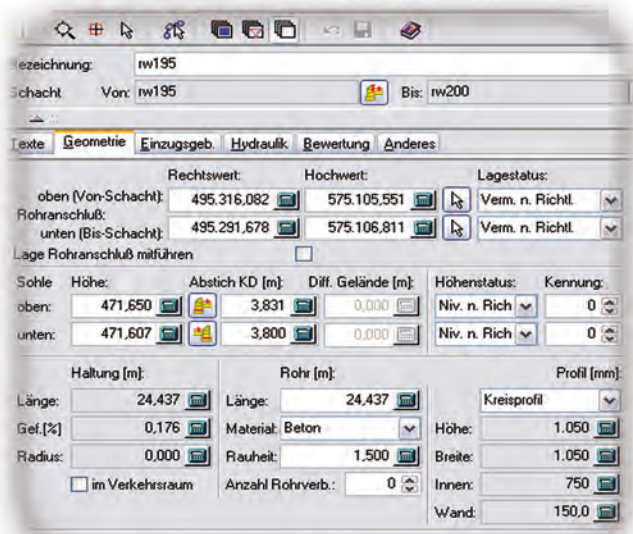 ezeichnung: rw195
Schacht Von: rw195 Bis: rw200
Texte Geometrie Einzugsgeb. Hydraulik Bewertung Anderes
Rechtswert: Hochwert: Lagestatus:
oben (Von-Schacht): 495.316,082 575.105,551 Verm. n. Richtl.
Rohranschluß:
unten (Bis-Schacht): 495.291,678 575.106,811 Verm. n. Richtl.
Lage Rohranschluß mitführen
Sohle Höhe: Abstich KD [m]: Diff. Gelände [m]: Höhenstatus: Kennung:
oben: 471,650 3,831 0,000 Niv. n. Rich 0
unten: 471,607 3,800 0,000 Niv. n. Rich 0
Haltung [m]: Rohr [m]: Profil [mm]:
Länge: 24,437 Länge: 24,437 Kreisprofil
Gef.[%] 0,176 Material: Beton Höhe: 1.050
Radius: 0,000 Rauheit: 1,500 Breite: 1.050
im Verkehrsraum Anzahl Rohrverb.: 0 Innen: 750
Wand: 150,0